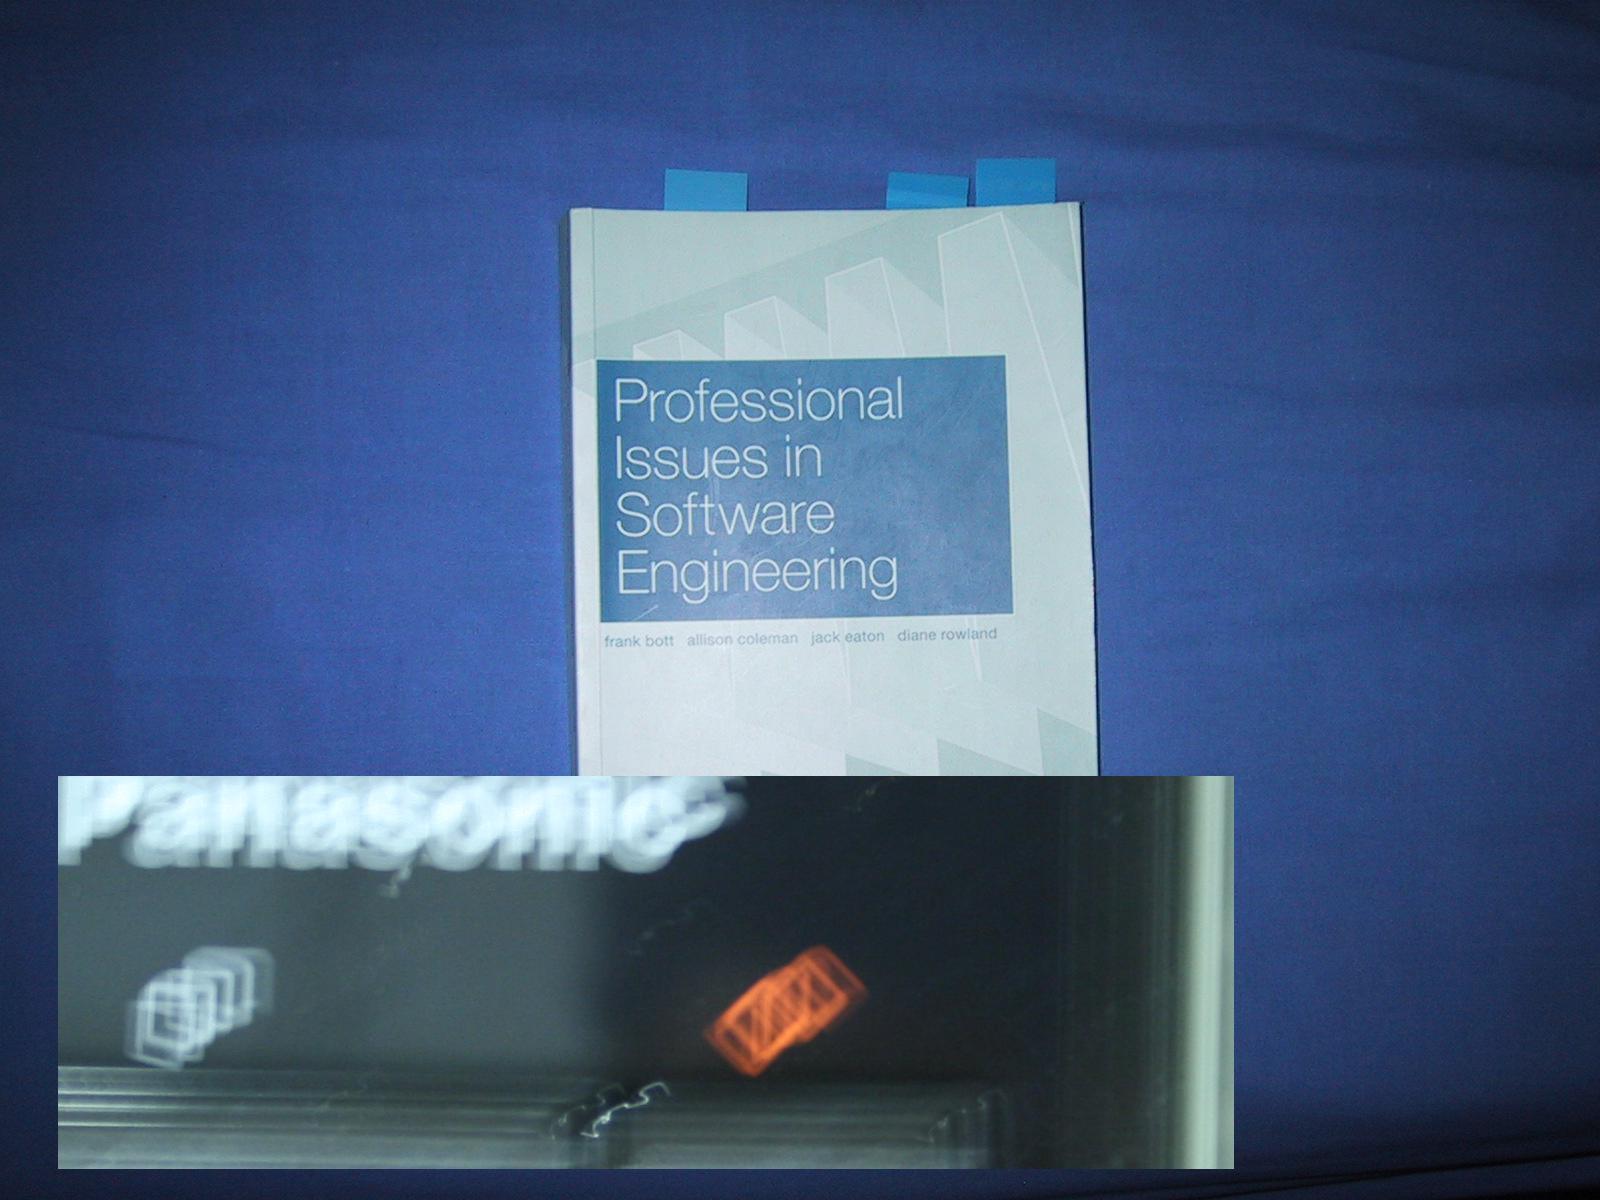 Professional
Issues in
Software
Engineering
frank bott allison coleman jack eaton diane rowland
Panasonic